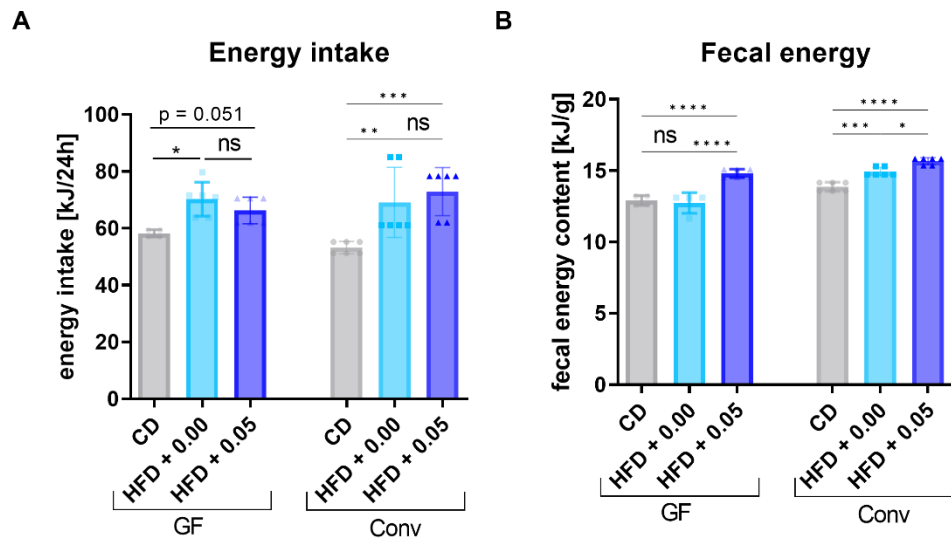 A
Energy intake
energy intake [kJ/24h]
100
80
60
40
20
0
p = 0.051
*
ns
***
**
ns
CD
HFD + 0.00
HFD + 0.05
CD
HFD + 0.00
HFD + 0.05
GF
Conv
B
Fecal energy
fecal energy content [kJ/g]
20
15
10
5
0
****
ns
****
****
***
*
CD
HFD + 0.00
HFD + 0.05
CD
HFD + 0.00
HFD + 0.05
GF
Conv